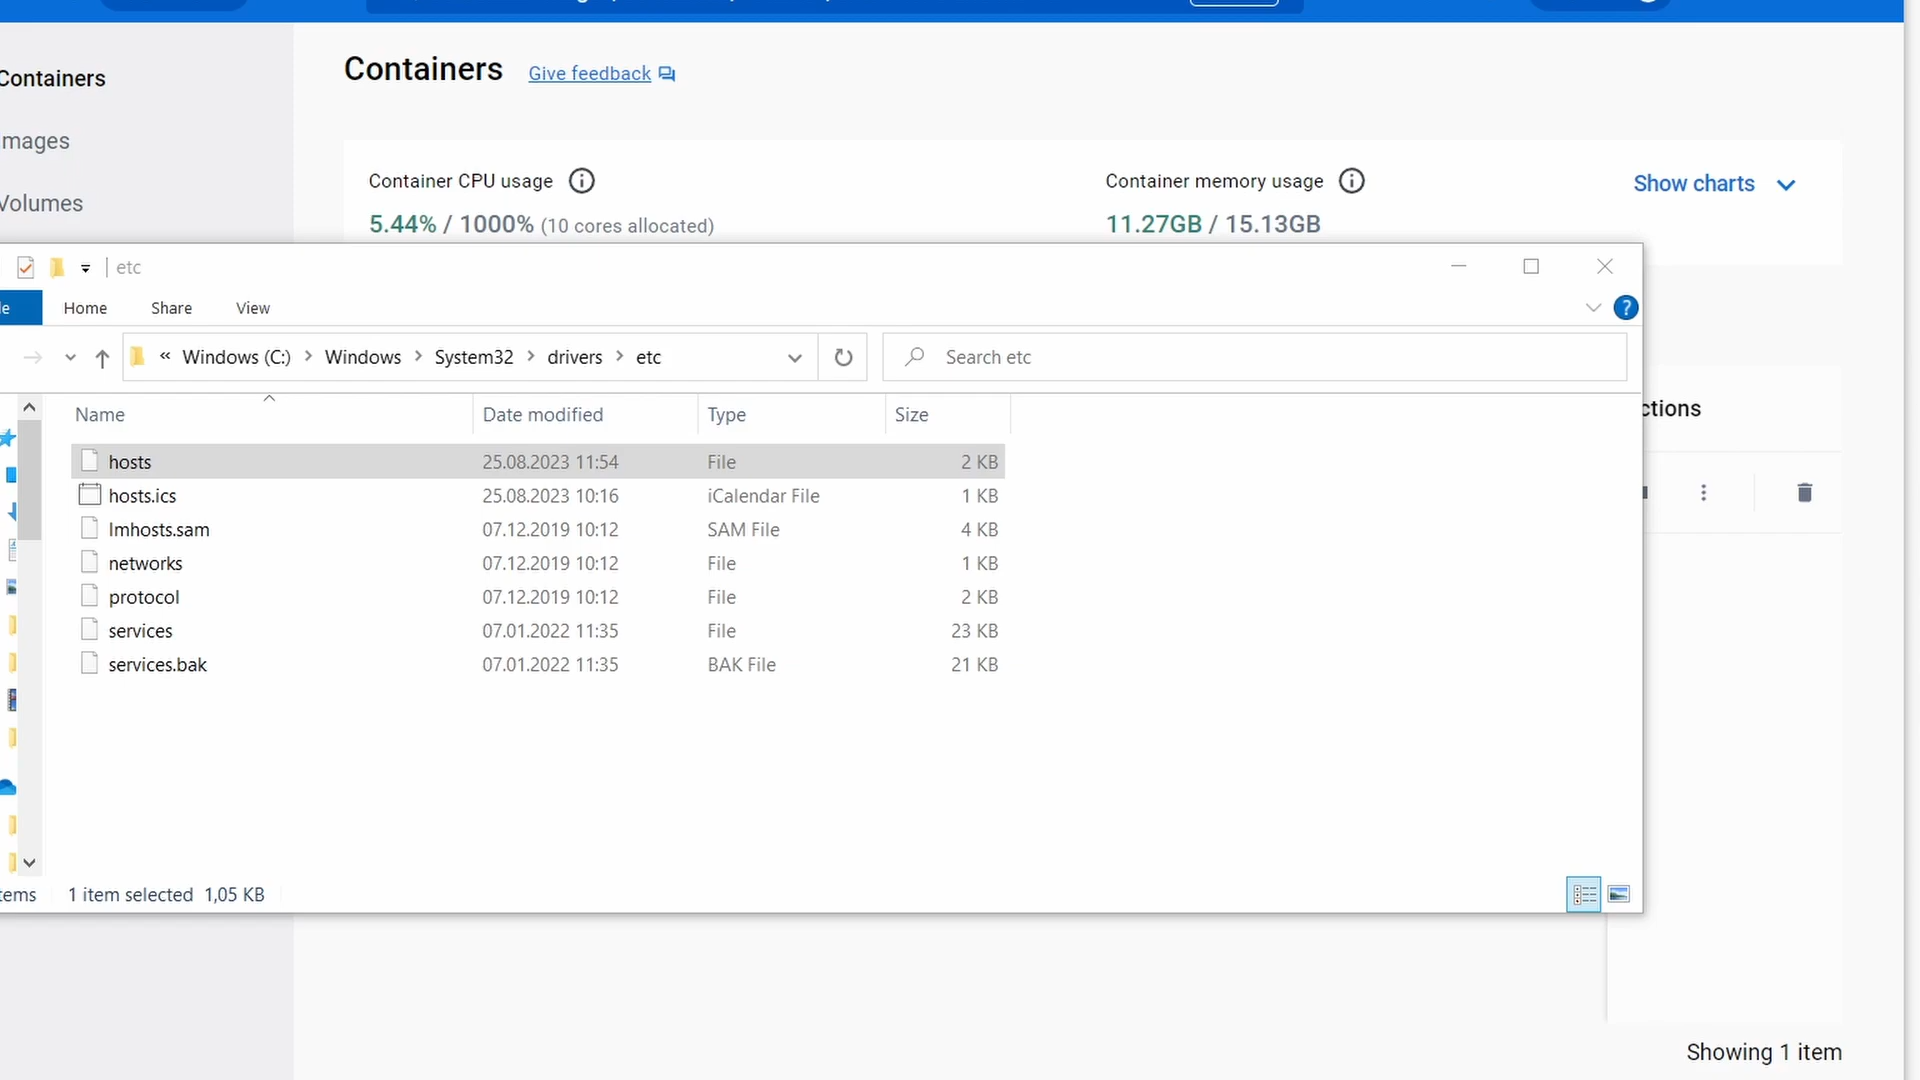 Containers
Give feedback
Containers
mages
Volumes
Container CPU usage
5.44% / 1000% (10 cores allocated)
Container memory usage
11.27GB / 15.13GB
Show charts
etc
Home Share View
?
« Windows (C:) > Windows > System32 > drivers > etc
Search etc
ctions
Name Date modified Type Size
hosts 25.08.2023 11:54 File 2 KB
hosts.ics 25.08.2023 10:16 iCalendar File 1 KB
lmhosts.sam 07.12.2019 10:12 SAM File 4 KB
networks 07.12.2019 10:12 File 1 KB
protocol 07.12.2019 10:12 File 2 KB
services 07.01.2022 11:35 File 23 KB
services.bak 07.01.2022 11:35 BAK File 21 KB
tems 1 item selected 1,05 KB
Showing 1 item